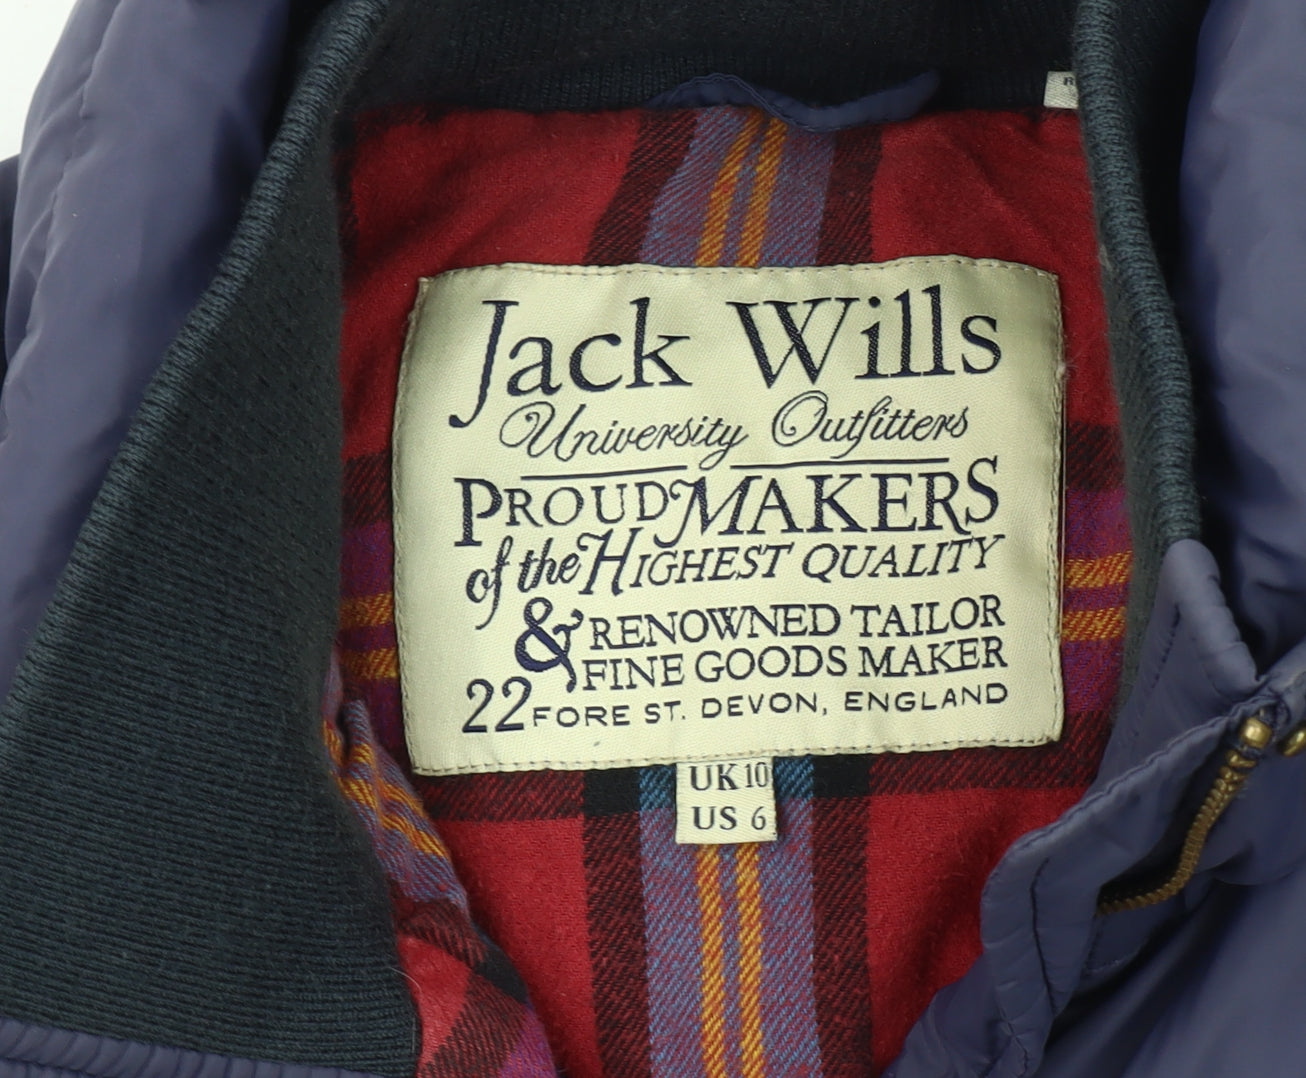 Jack Wills
University Outfitters
PROUD MAKERS
of the HIGHEST QUALITY
& RENOWNED TAILOR
FINE GOODS MAKER
22 FORE ST. DEVON, ENGLAND
UK 10
US 6